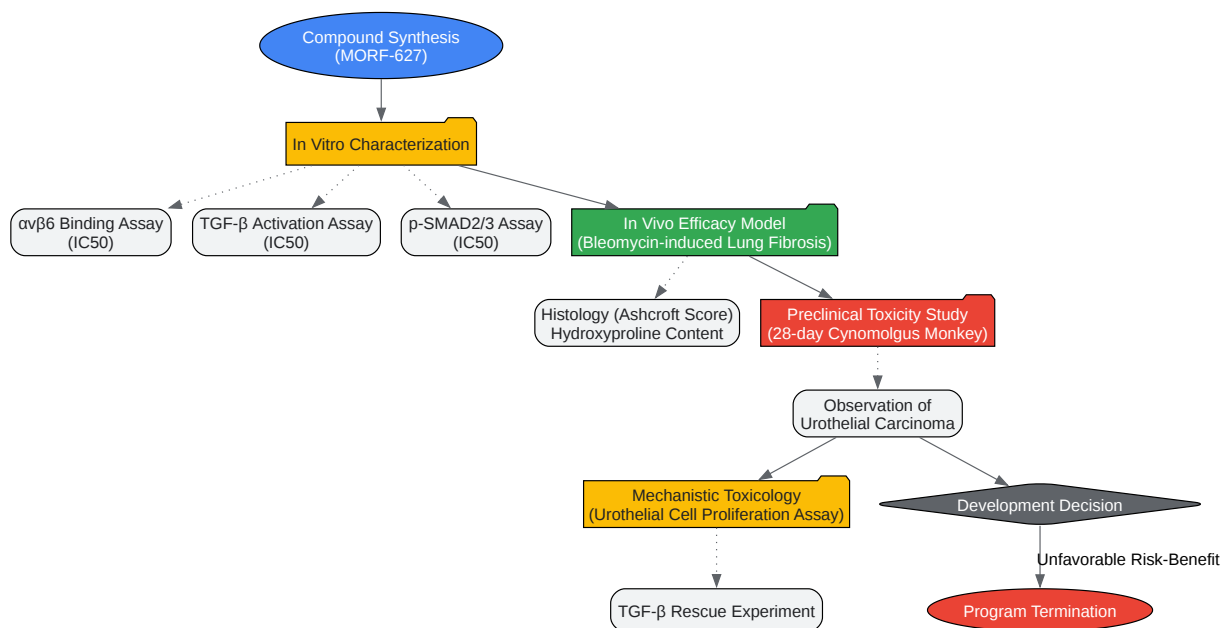 Compound Synthesis
(MORF-627)
In Vitro Characterization
αvβ6 Binding Assay
(IC50)
TGF-β Activation Assay
(IC50)
p-SMAD2/3 Assay
(IC50)
In Vivo Efficacy Model
(Bleomycin-induced Lung Fibrosis)
Histology (Ashcroft Score)
Hydroxyproline Content
Preclinical Toxicity Study
(28-day Cynomolgus Monkey)
Observation of
Urothelial Carcinoma
Mechanistic Toxicology
(Urothelial Cell Proliferation Assay)
Development Decision
Unfavorable Risk-Benefit
TGF-β Rescue Experiment
Program Termination